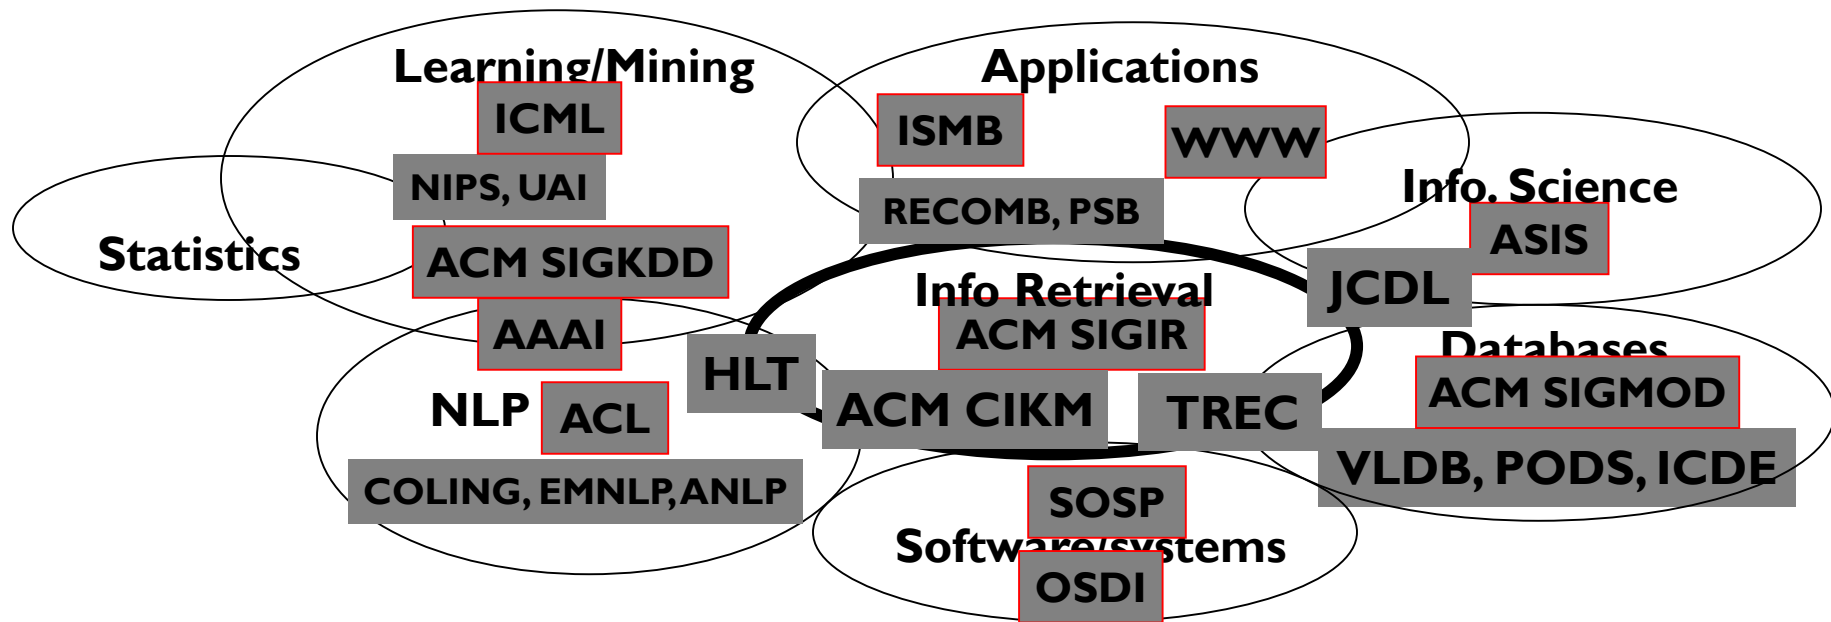 Learning/Mining
Applications
ICML
ISMB
WWW
NIPS, UAI
RECOMB, PSB
Info. Science
ASIS
Statistics
ACM SIGKDD
Info Retrieval
JCDL
AAAI
ACM SIGIR
Databases
HLT
ACM SIGMOD
NLP
ACL
ACM CIKM
TREC
VLDB, PODS, ICDE
COLING, EMNLP, ANLP
SOSP
Software/systems
OSDI